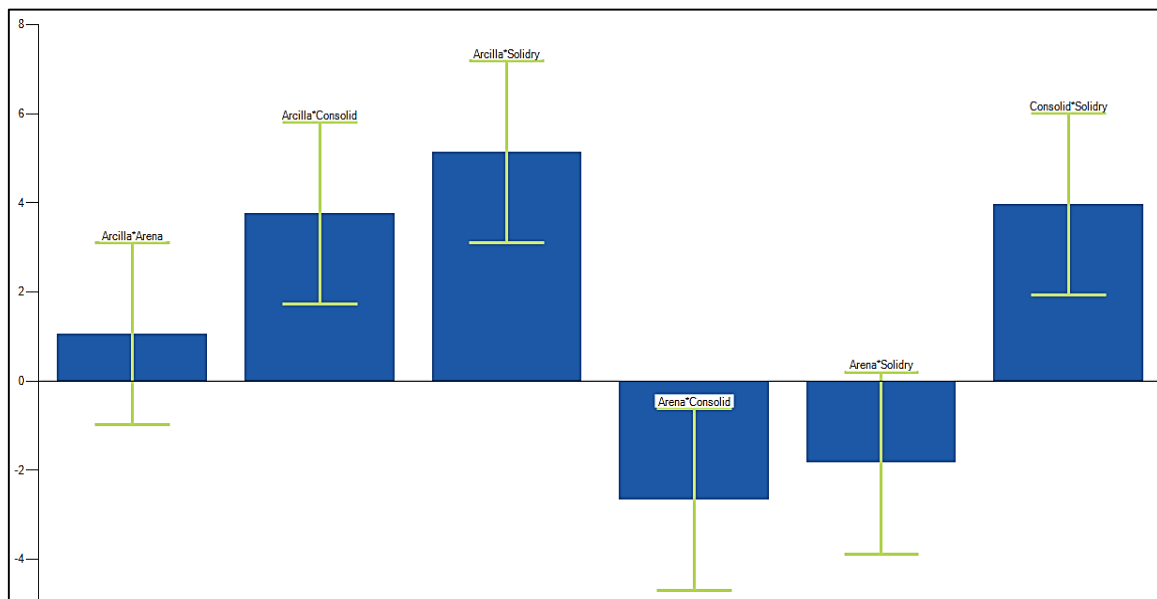 8
Arcilla*Solidry
6
Arcilla*Consolid
Consolid*Solidry
4
Arcilla*Arena
2
Arena*Solidry
0
Arena*Consolid
-2
-4